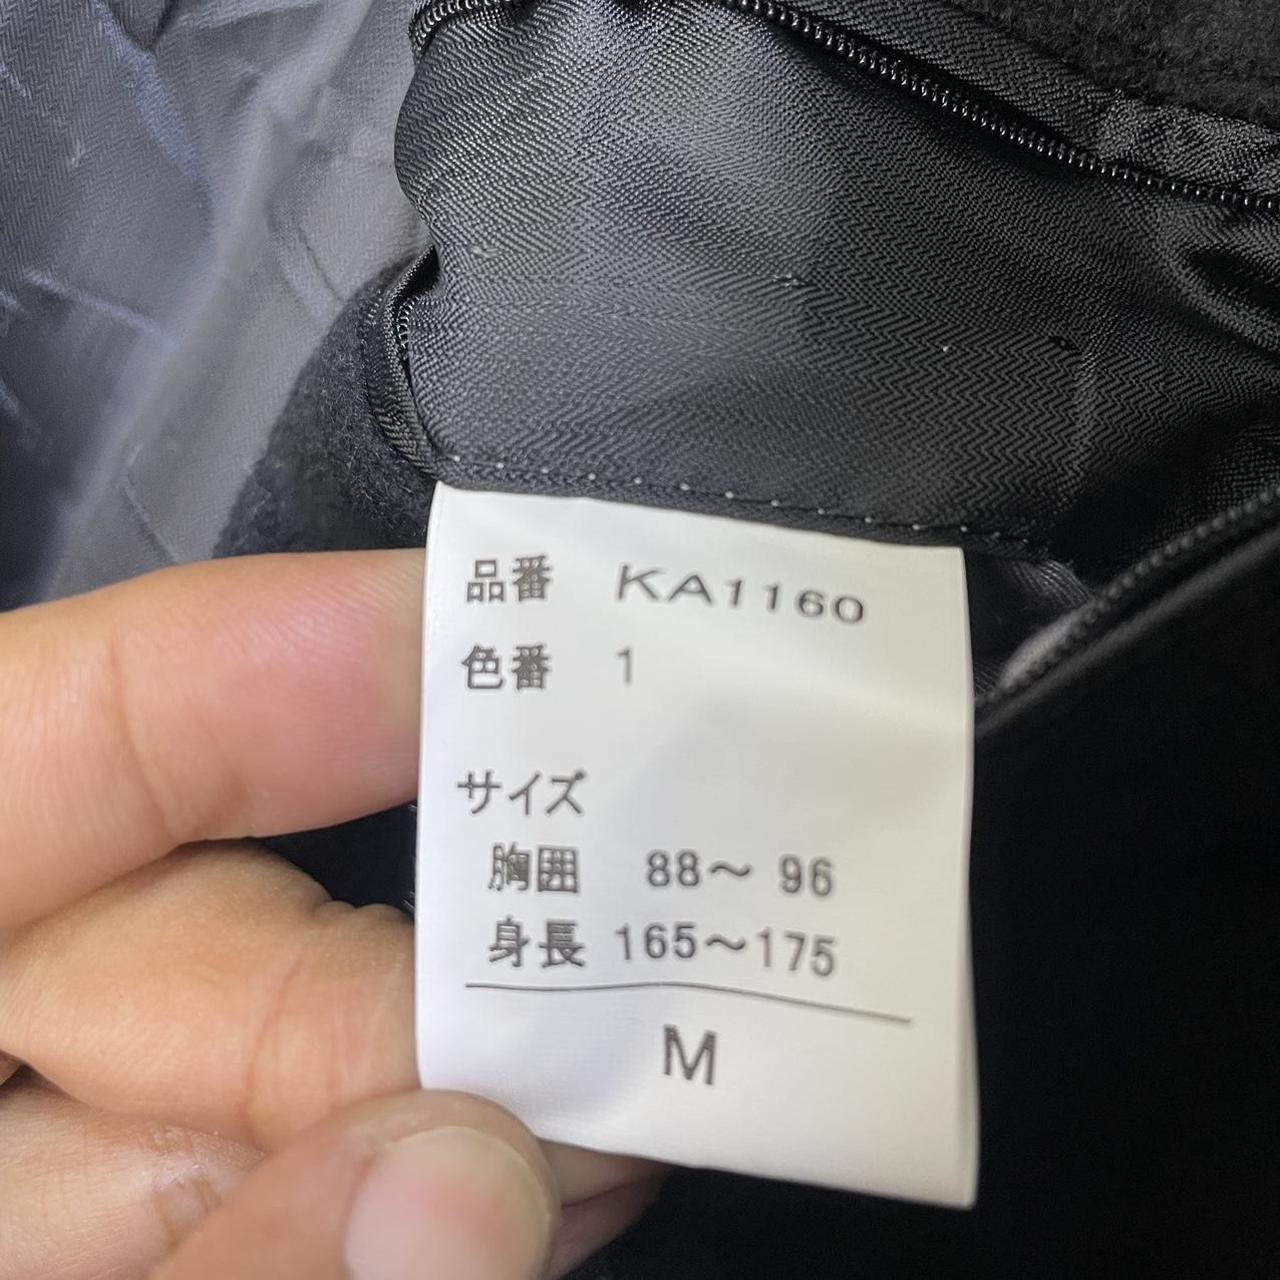 品番 KA1160
色番 1
サイズ
胸囲 88～ 96
身長 165～175
M